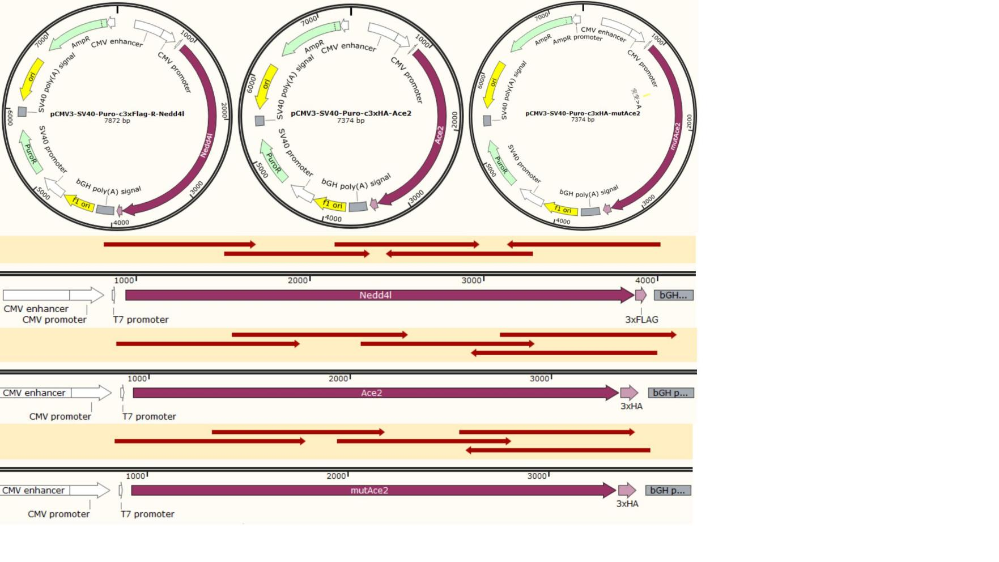 7000
AmpR
CMV enhancer
1000
CMV promoter
ori
SV40 poly(A) signal
6000
pCMV3-SV40-Puro-c3xFlag-R-Nedd4l
7872 bp
2000
Nedd4l
PuroR
SV40 promoter
5000
bGH poly(A) signal
3000
f1 ori
4000
7000
AmpR
CMV enhancer
1000
CMV promoter
6000
ori
SV40 poly(A) signal
pCMV3-SV40-Puro-c3xHA-Ace2
7374 bp
2000
Ace2
PuroR
SV40 promoter
5000
bGH poly(A) signal
3000
f1 ori
4000
7000
AmpR
AmpR promoter
CMV enhancer
1000
CMV promoter
6000
ori
SV40 poly(A) signal
突变>A
pCMV3-SV40-Puro-c3xHA-mutAce2
7374 bp
2000
mutAce2
PuroR
SV40 promoter
5000
bGH poly(A) signal
3000
f1 ori
4000
1000 2000 3000 4000
Nedd4l bGH...
CMV enhancer
CMV promoter T7 promoter 3xFLAG
1000 2000 3000
CMV enhancer Ace2 bGH p...
3xHA
CMV promoter T7 promoter
1000 2000 3000
CMV enhancer mutAce2 bGH p...
3xHA
CMV promoter T7 promoter